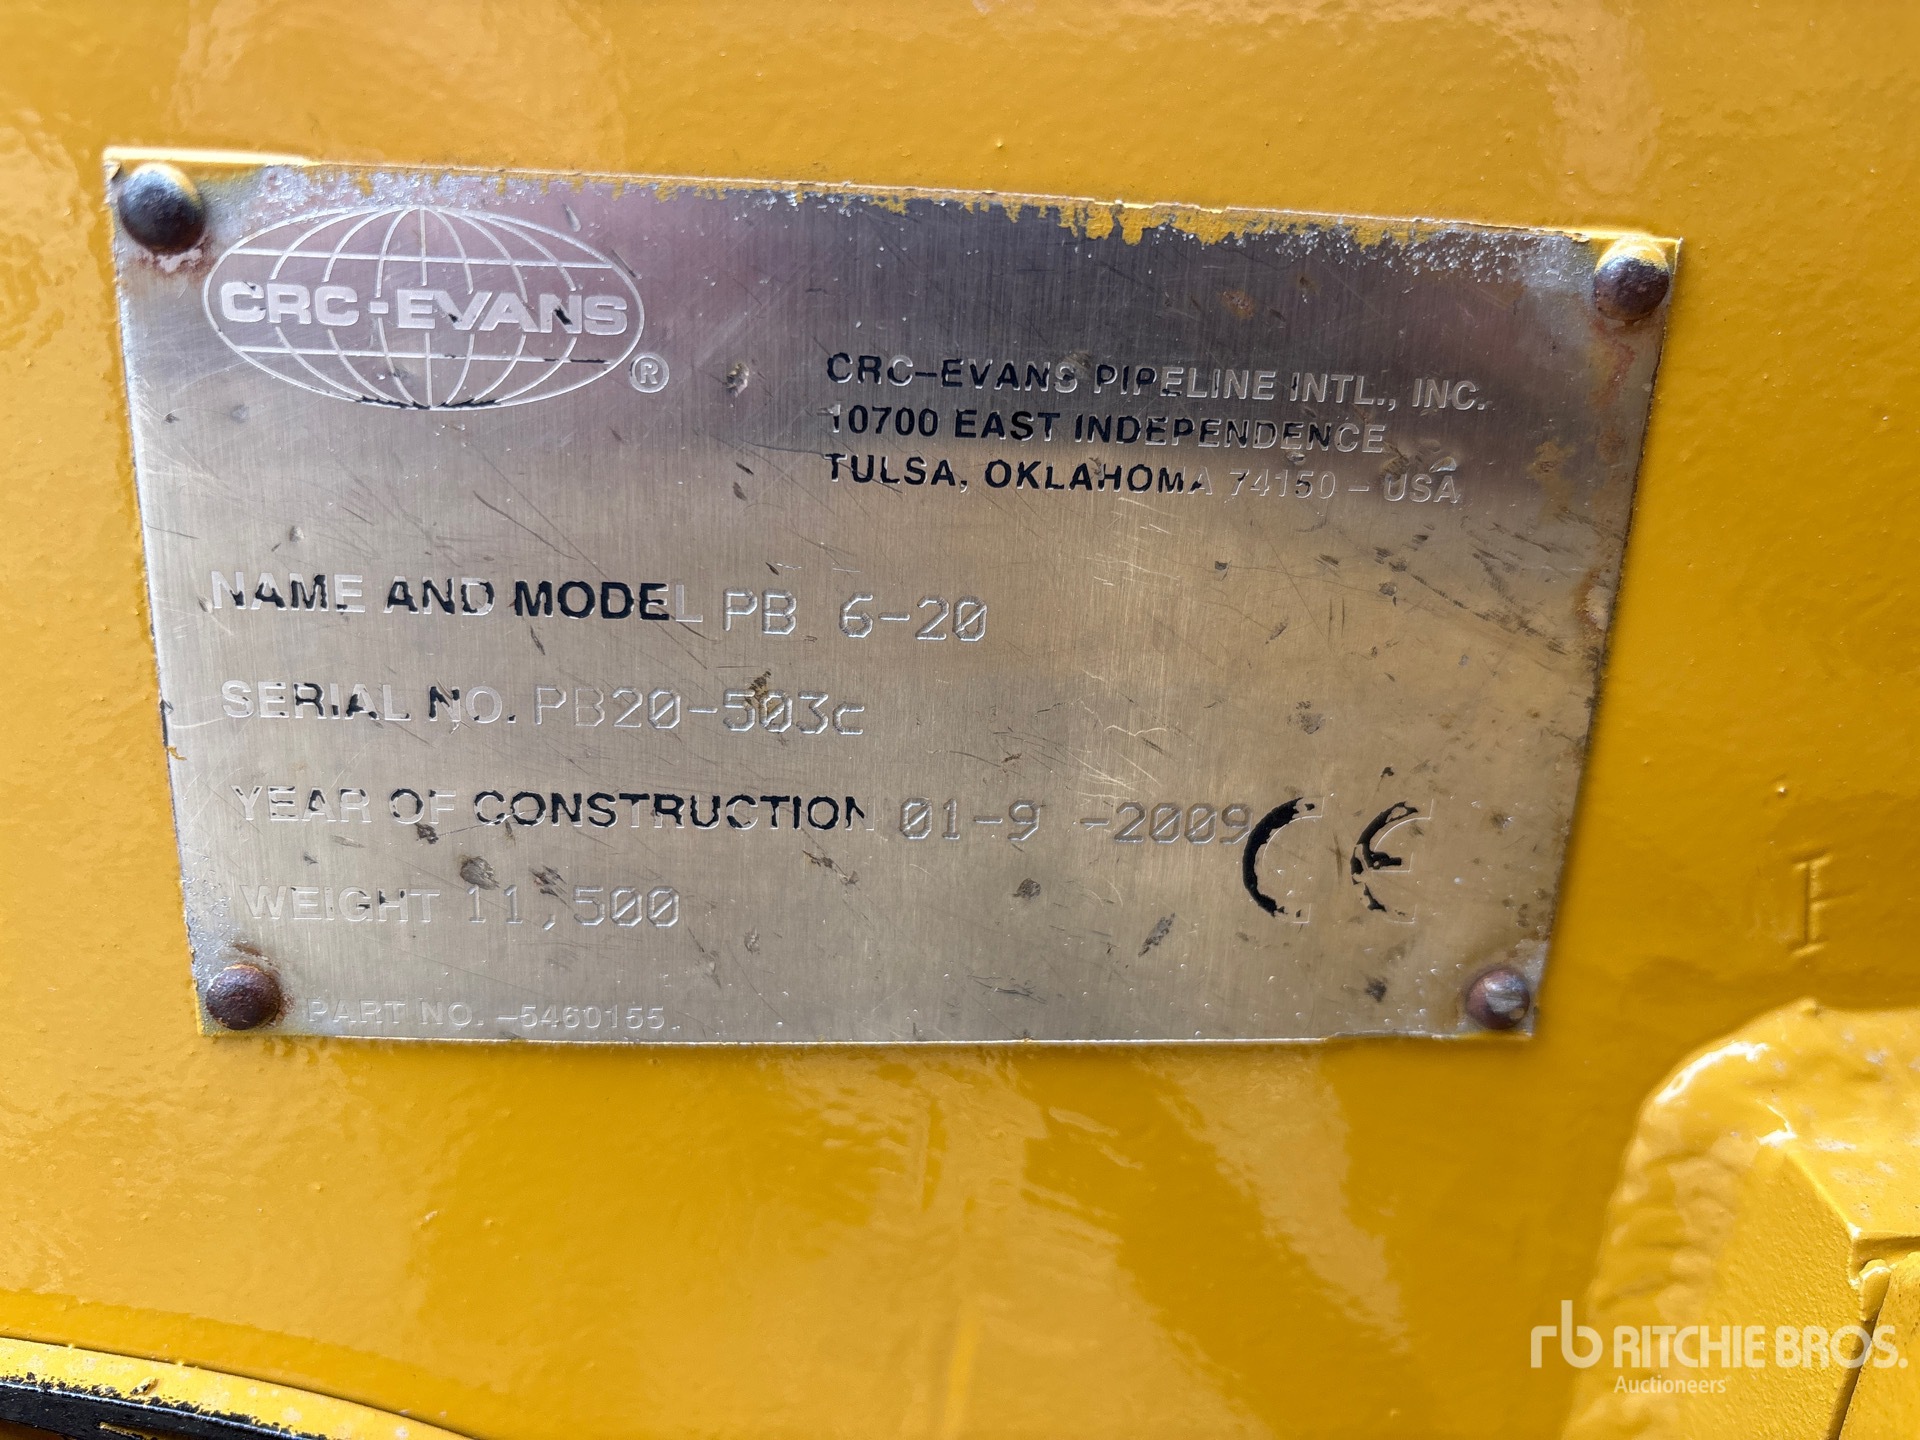 CRC-EVANS
®
CRC-EVANS PIPELINE INTL., INC.
10700 EAST INDEPENDENCE
TULSA, OKLAHOMA 74150 - USA
NAME AND MODEL PB 6-20
SERIAL NO. PB20-503c
YEAR OF CONSTRUCTION 01-9 -2009 CE
WEIGHT 11,500
PART NO. -5460155
I
rb RITCHIE BROS.
Auctioneers